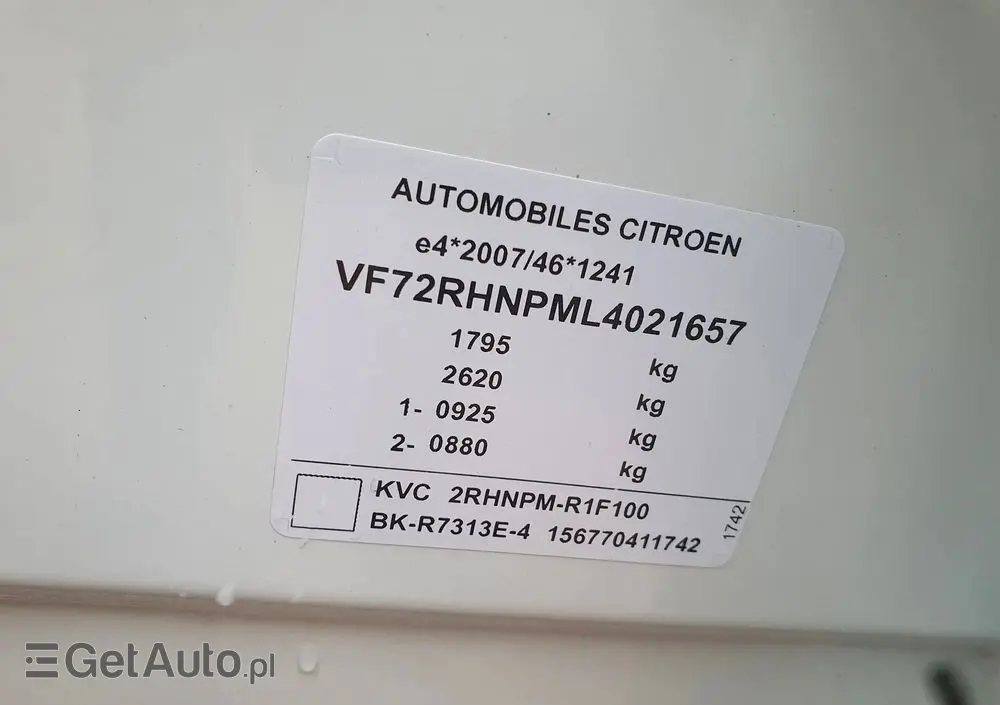 AUTOMOBILES CITROEN
e4*2007/46*1241
VF72RHNPML4021657
1795 kg
2620 kg
1- 0925 kg
2- 0880 kg
KVC 2RHNPM-R1F100
BK-R7313E-4 156770411742
1742
GetAuto.pl